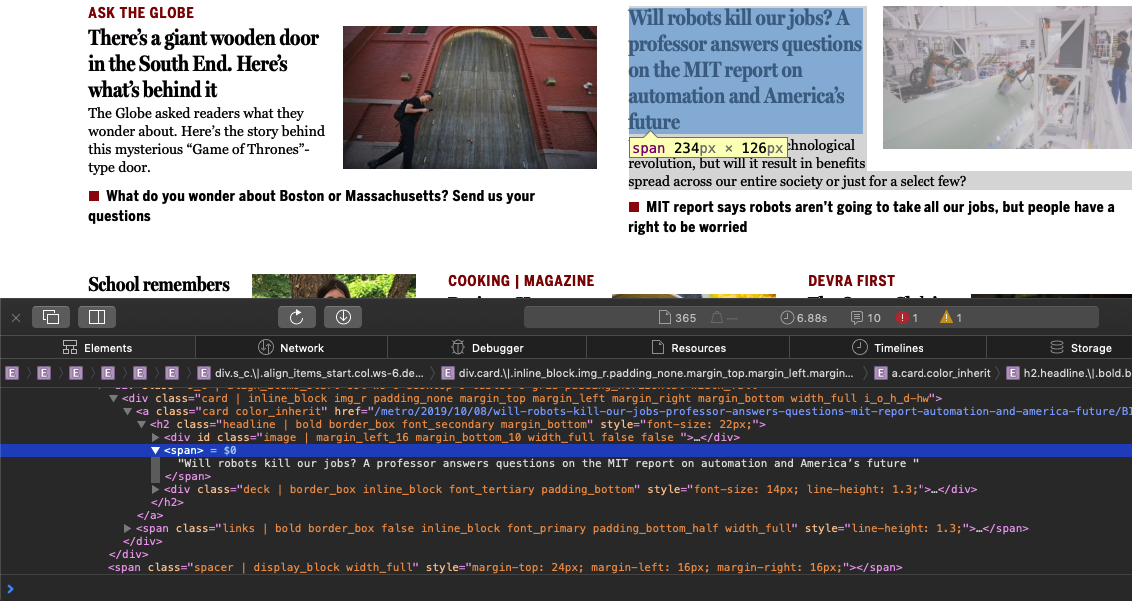 ASK THE GLOBE
There’s a giant wooden door
in the South End. Here’s
what’s behind it
The Globe asked readers what they
wonder about. Here’s the story behind
this mysterious “Game of Thrones”-
type door.
What do you wonder about Boston or Massachusetts? Send us your
questions
Will robots kill our jobs? A
professor answers questions
on the MIT report on
automation and America’s
future
span 234px × 126px
chnological
revolution, but will it result in benefits
spread across our entire society or just for a select few?
MIT report says robots aren’t going to take all our jobs, but people have a
right to be worried
School remembers
COOKING | MAGAZINE
DEVRA FIRST
365
—
6.88s
10
1
1
Elements
Network
Debugger
Resources
Timelines
Storage
E E E E E E E div.s_c.\|.align_items_start.col.ws-6.de... E div.card.\|.inline_block.img_r.padding_none.margin_top.margin_left.margin... E a.card.color_inherit E h2.headline.\|.bold.b
<div class="card | inline_block img_r padding_none margin_top margin_left margin_right margin_bottom width_full i_o_h_d-hw">
<a class="card color_inherit" href="/metro/2019/10/08/will-robots-kill-our-jobs-professor-answers-questions-mit-report-automation-and-america-future/B1
<h2 class="headline | bold border_box font_secondary margin_bottom" style="font-size: 22px;">
<div id class="image | margin_left_16 margin_bottom_10 width_full false false ">…</div>
<span> = $0
"Will robots kill our jobs? A professor answers questions on the MIT report on automation and America’s future "
</span>
<div class="deck | border_box inline_block font_tertiary padding_bottom" style="font-size: 14px; line-height: 1.3;">…</div>
</h2>
</a>
<span class="links | bold border_box false inline_block font_primary padding_bottom_half width_full" style="line-height: 1.3;">…</span>
</div>
</div>
<span class="spacer | display_block width_full" style="margin-top: 24px; margin-left: 16px; margin-right: 16px;"></span>